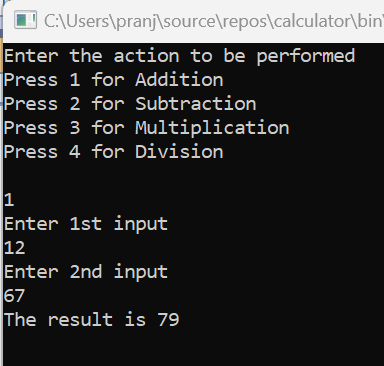 C:\Users\pranj\source\repos\calculator\bin\
Enter the action to be performed
Press 1 for Addition
Press 2 for Subtraction
Press 3 for Multiplication
Press 4 for Division
1
Enter 1st input
12
Enter 2nd input
67
The result is 79